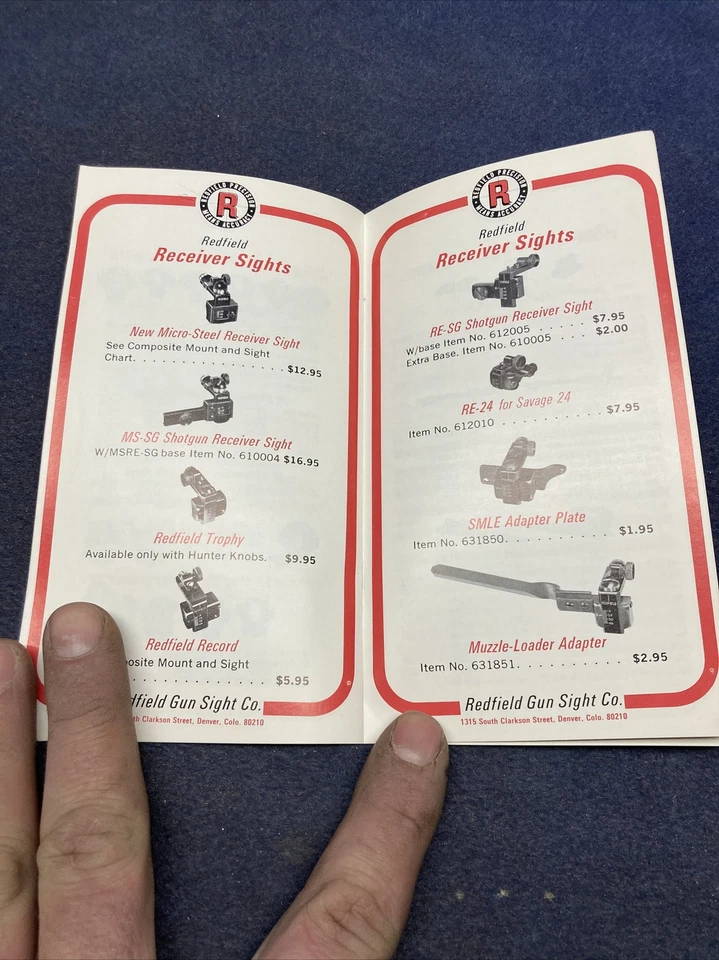 REDFIELD PRECISION
R
MEANS ACCURACY
Redfield
Receiver Sights
New Micro-Steel Receiver Sight
See Composite Mount and Sight
Chart. . . . . . . . . . . . . . . . $12.95
MS-SG Shotgun Receiver Sight
W/MSRE-SG base Item No. 610004 $16.95
Redfield Trophy
Available only with Hunter Knobs. $9.95
Redfield Record
posite Mount and Sight
. . . . . . . . . . . . . . . $5.95
dfield Gun Sight Co.
th Clarkson Street, Denver, Colo. 80210
REDFIELD PRECISION
R
MEANS ACCURACY
Redfield
Receiver Sights
RE-SG Shotgun Receiver Sight
W/base Item No. 612005 . . . . . $7.95
Extra Base. Item No. 610005 . . . $2.00
RE-24 for Savage 24
Item No. 612010 . . . . . . . . . . $7.95
SMLE Adapter Plate
Item No. 631850. . . . . . . . . . $1.95
REDFIELD
Muzzle-Loader Adapter
Item No. 631851. . . . . . . . . . $2.95
Redfield Gun Sight Co.
1315 South Clarkson Street, Denver, Colo. 80210